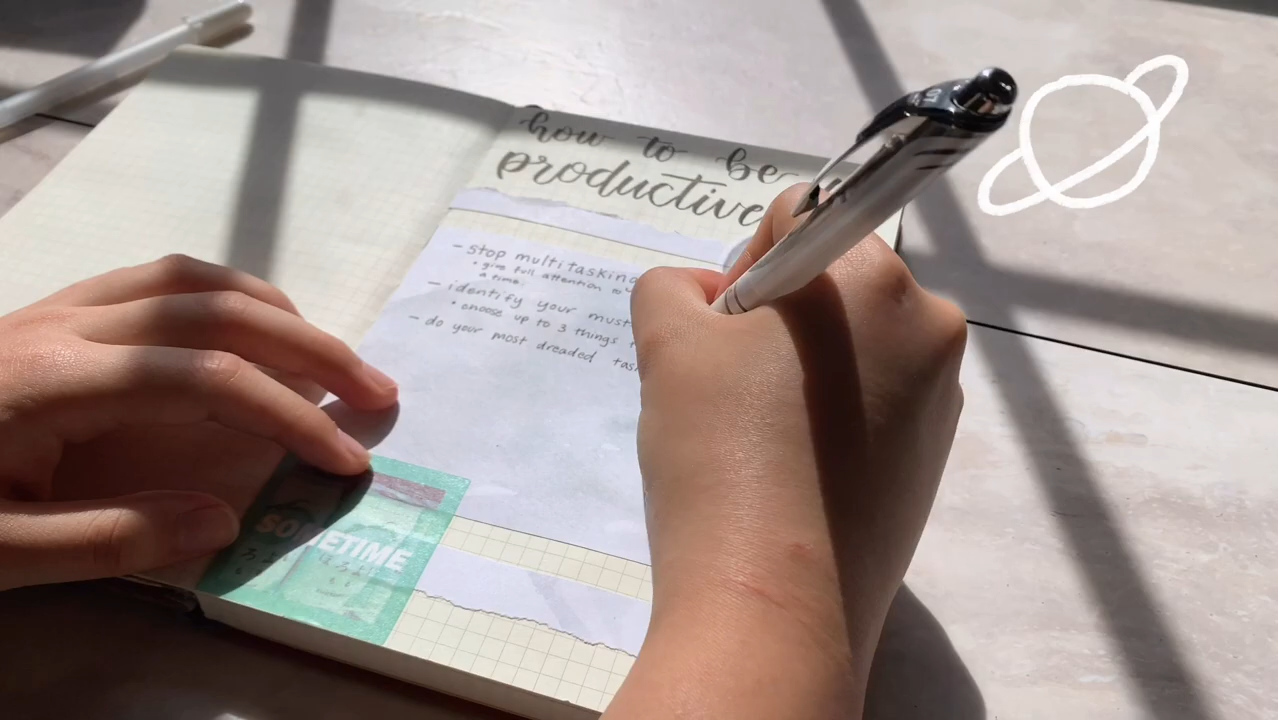 how to be
productive
- stop multitasking
• give full attention to
a time
- identify your must
• choose up to 3 things
- do your most dreaded task
SOMETIME